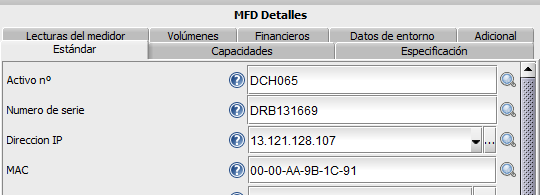 MFD Detalles
Lecturas del medidor Volúmenes Financieros Datos de entorno Adicional
Estándar Capacidades Especificación
Activo nº DCH065
Numero de serie DRB131669
Direccion IP 13.121.128.107 ...
MAC 00-00-AA-9B-1C-91